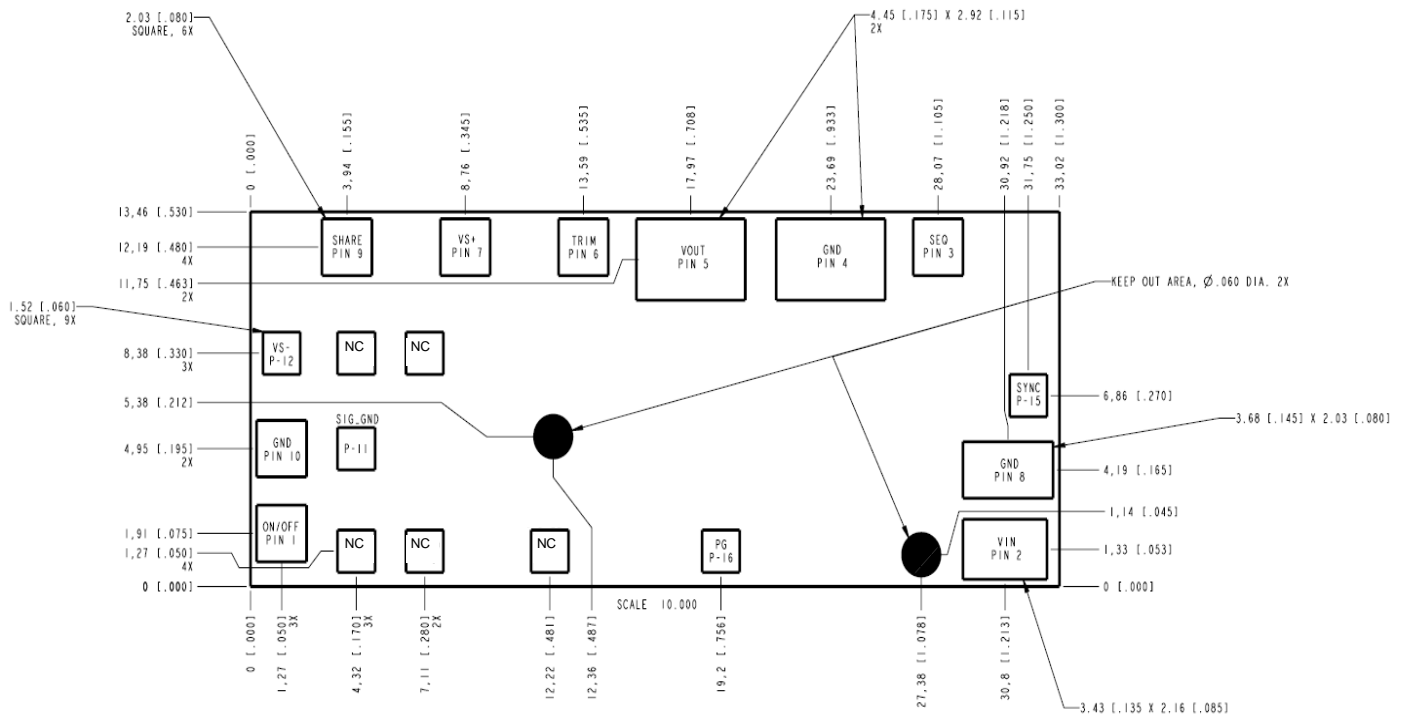 2.03 [.080]
SQUARE, 6X
4.45 [.175] X 2.92 [.115]
2X
0 [.000]
3,94 [.155]
8,76 [.345]
13,59 [.535]
17,97 [.708]
23,69 [.933]
28,07 [1.105]
30,92 [1.218]
31,75 [1.250]
33,02 [1.300]
13,46 [.530]
12,19 [.480]
4X
11,75 [.463]
2X
SHARE
PIN 9
VS+
PIN 7
TRIM
PIN 6
VOUT
PIN 5
GND
PIN 4
SEQ
PIN 3
KEEP OUT AREA, Ø.060 DIA. 2X
1.52 [.060]
SQUARE, 9X
8,38 [.330]
3X
VS-
P-12
NC
NC
5,38 [.212]
SYNC
P-15
6,86 [.270]
3.68 [.145] X 2.03 [.080]
SIG_GND
P-11
4,95 [.195]
2X
GND
PIN 10
GND
PIN 8
4,19 [.165]
1,14 [.045]
1,91 [.075]
1,27 [.050]
4X
ON/OFF
PIN 1
NC
NC
NC
PG
P-16
VIN
PIN 2
1,33 [.053]
0 [.000]
0 [.000]
SCALE 10.000
0 [.000]
1,27 [.050]
3X
4,32 [.170]
3X
7,11 [.280]
2X
12,22 [.481]
12,36 [.487]
19,2 [.756]
27,38 [1.078]
30,8 [1.213]
3.43 [.135 X 2.16 [.085]